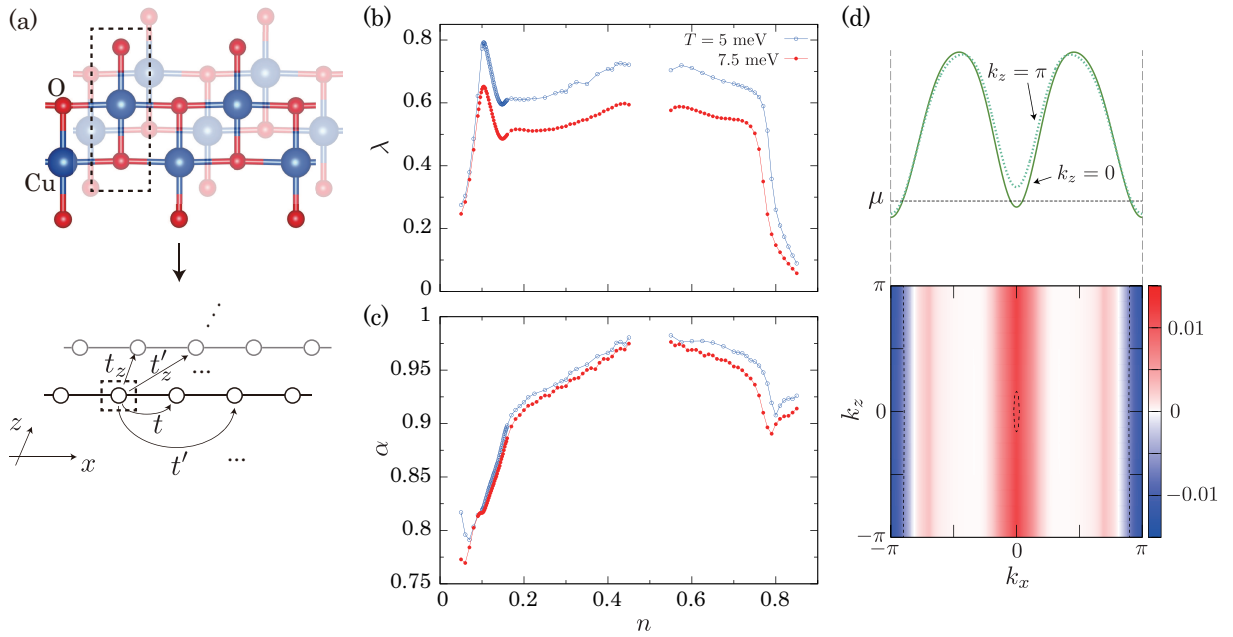 (a)
O
Cu
t_z
t'_z
...
t
t'
...
z
x
(b)
T = 5 meV
7.5 meV
0.8
0.6
0.4
0.2
0
λ
(c)
1
0.95
0.9
0.85
0.8
0.75
α
0.2
0.4
0.6
0.8
n
(d)
k_z = π
k_z = 0
μ
π
0
-π
k_z
-π
0
π
k_x
0.01
0
-0.01